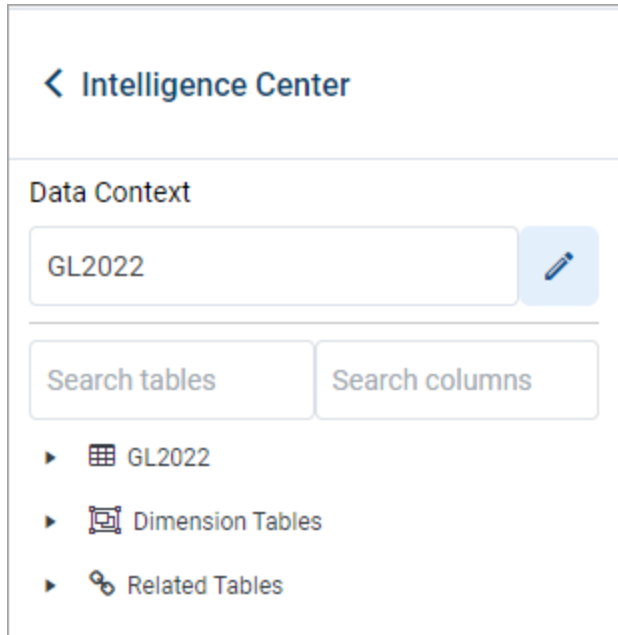 Intelligence Center
Data Context
GL2022
Search tables Search columns
GL2022
Dimension Tables
Related Tables